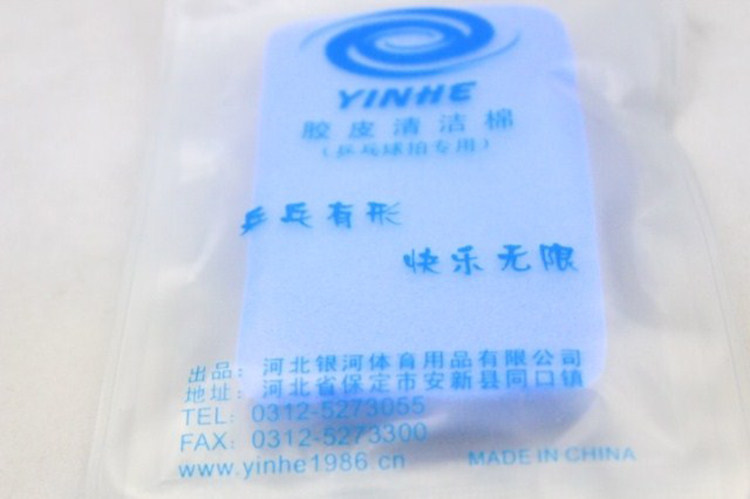 YINHE
胶皮清洁棉
(乒乓球拍专用)
乒乓有形
快乐无限
出品：河北银河体育用品有限公司
地址：河北省保定市安新县同口镇
TEL：0312-5273055
FAX：0312-5273300
www.yinhe1986.cn MADE IN CHINA